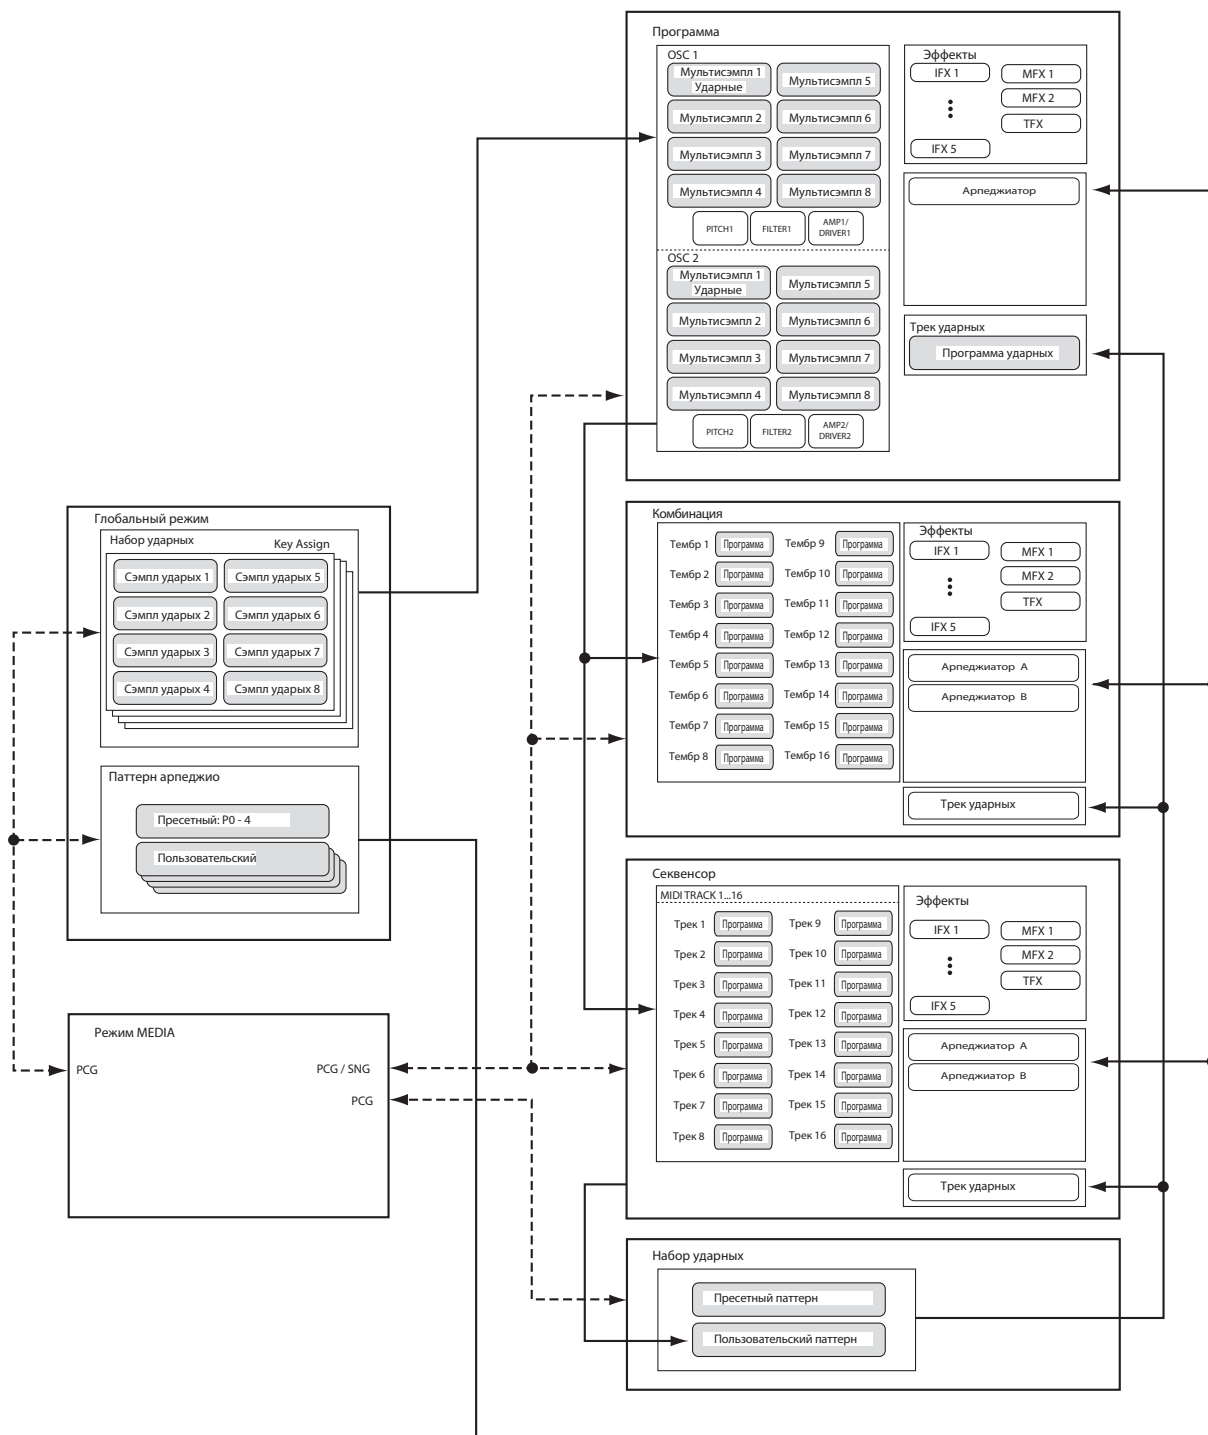 Программа
OSC 1
Мультисэмпл 1
Ударные
Мультисэмпл 5
Мультисэмпл 2
Мультисэмпл 6
Мультисэмпл 3
Мультисэмпл 7
Мультисэмпл 4
Мультисэмпл 8
PITCH1
FILTER1
AMP1/
DRIVER1
OSC 2
Мультисэмпл 1
Ударные
Мультисэмпл 5
Мультисэмпл 2
Мультисэмпл 6
Мультисэмпл 3
Мультисэмпл 7
Мультисэмпл 4
Мультисэмпл 8
PITCH2
FILTER2
AMP2/
DRIVER2
Эффекты
IFX 1
MFX 1
MFX 2
TFX
IFX 5
Арпеджиатор
Трек ударных
Программа ударных
Глобальный режим
Набор ударных
Key Assign
Сэмпл ударых 1
Сэмпл ударых 5
Сэмпл ударых 2
Сэмпл ударых 6
Сэмпл ударых 3
Сэмпл ударых 7
Сэмпл ударых 4
Сэмпл ударых 8
Паттерн арпеджио
Пресетный: P0 - 4
Пользовательский
Режим MEDIA
PCG
PCG / SNG
PCG
Комбинация
Тембр 1 Программа
Тембр 9 Программа
Тембр 2 Программа
Тембр 10 Программа
Тембр 3 Программа
Тембр 11 Программа
Тембр 4 Программа
Тембр 12 Программа
Тембр 5 Программа
Тембр 13 Программа
Тембр 6 Программа
Тембр 14 Программа
Тембр 7 Программа
Тембр 15 Программа
Тембр 8 Программа
Тембр 16 Программа
Эффекты
IFX 1
MFX 1
MFX 2
TFX
IFX 5
Арпеджиатор A
Арпеджиатор B
Трек ударных
Секвенсор
MIDI TRACK 1...16
Трек 1 Программа
Трек 9 Программа
Трек 2 Программа
Трек 10 Программа
Трек 3 Программа
Трек 11 Программа
Трек 4 Программа
Трек 12 Программа
Трек 5 Программа
Трек 13 Программа
Трек 6 Программа
Трек 14 Программа
Трек 7 Программа
Трек 15 Программа
Трек 8 Программа
Трек 16 Программа
Эффекты
IFX 1
MFX 1
MFX 2
TFX
IFX 5
Арпеджиатор A
Арпеджиатор B
Трек ударных
Набор ударных
Пресетный паттерн
Пользовательский паттерн